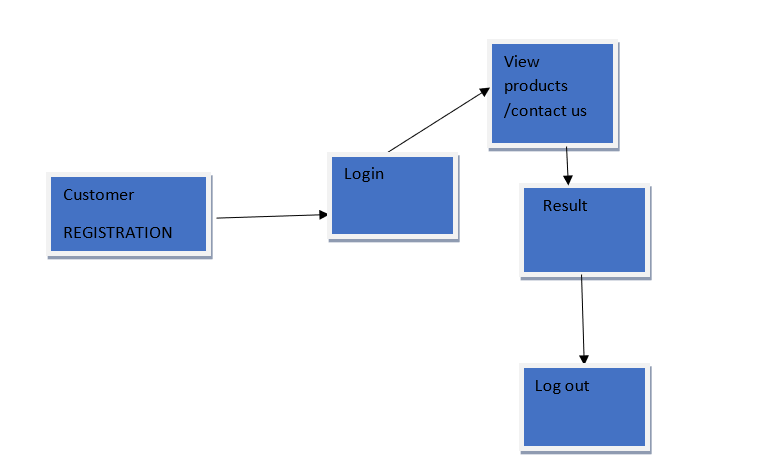 Customer
REGISTRATION
Login
View
products
/contact us
Result
Log out